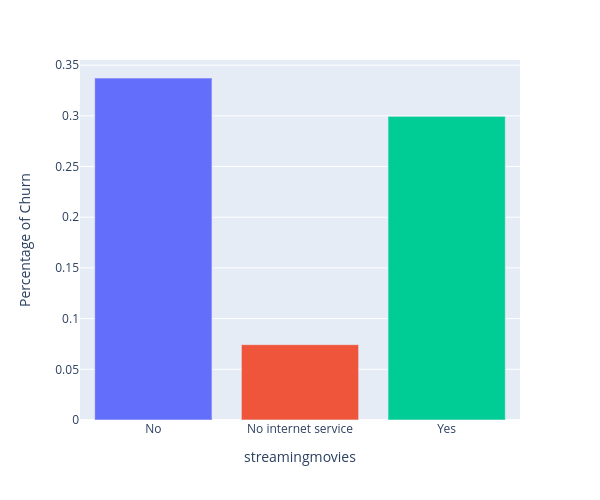 0.35
0.3
0.25
0.2
0.15
0.1
0.05
0
Percentage of Churn
No
No internet service
Yes
streamingmovies